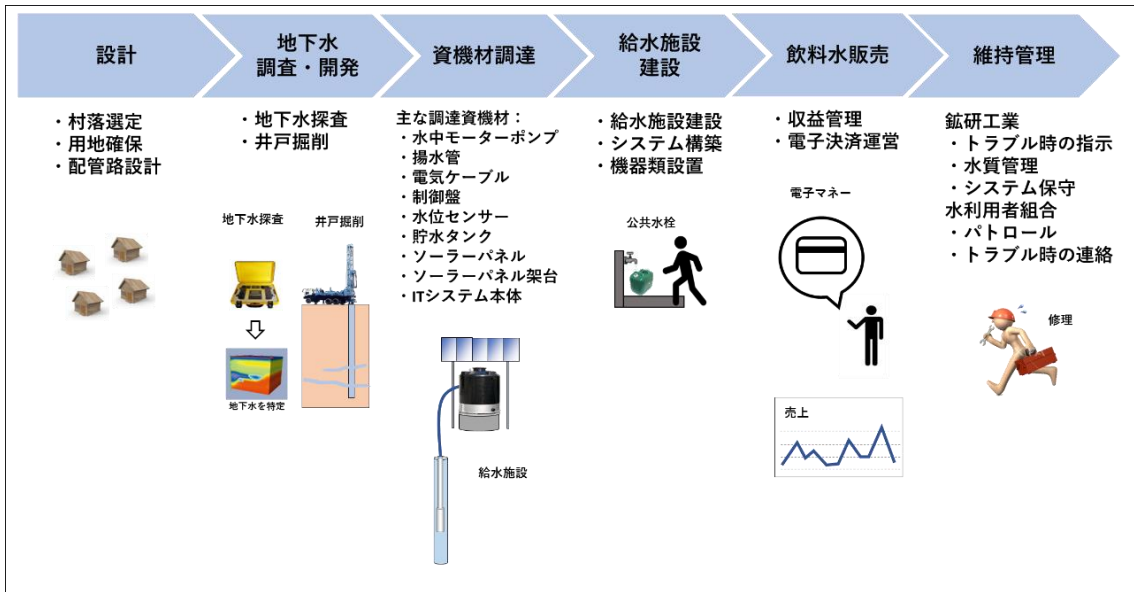 設計
・村落選定
・用地確保
・配管路設計
地下水
調査・開発
・地下水探査
・井戸掘削
地下水探査
井戸掘削
地下水を特定
資機材調達
主な調達資機材：
・水中モーターポンプ
・揚水管
・電気ケーブル
・制御盤
・水位センサー
・貯水タンク
・ソーラーパネル
・ソーラーパネル架台
・ITシステム本体
給水施設
給水施設
建設
・給水施設建設
・システム構築
・機器類設置
公共水栓
飲料水販売
・収益管理
・電子決済運営
電子マネー
売上
維持管理
鉱研工業
・トラブル時の指示
・水質管理
・システム保守
水利用者組合
・パトロール
・トラブル時の連絡
修理